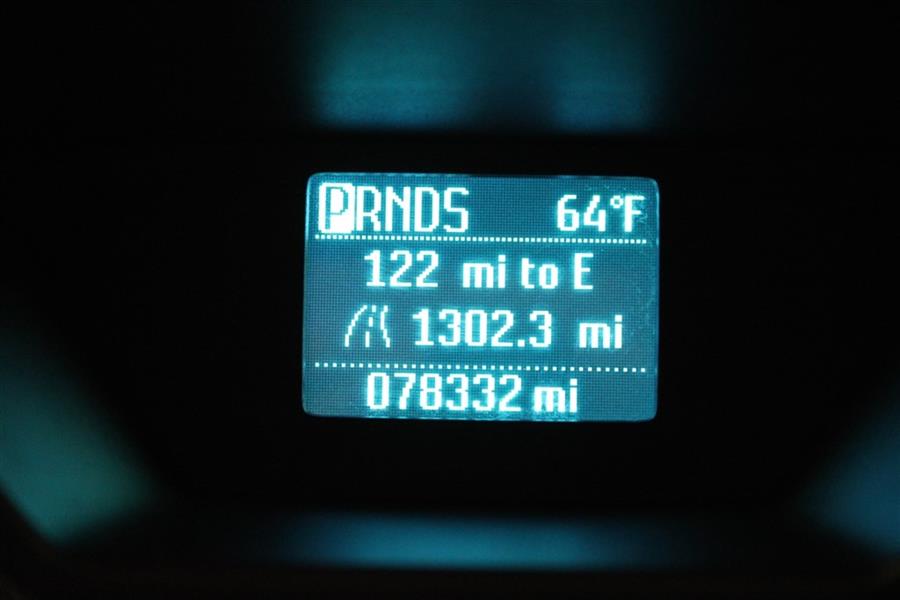 PRNDS 64°F
122 mi to E
1302.3 mi
078332 mi